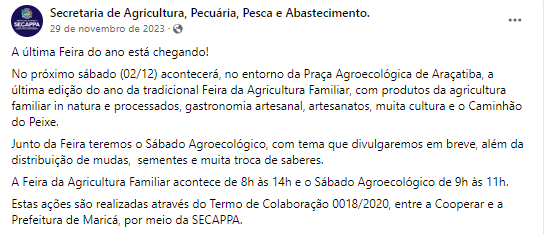 SECAPPA
Secretaria de Agricultura, Pecuária, Pesca e Abastecimento.
29 de novembro de 2023 ·
A última Feira do ano está chegando!
No próximo sábado (02/12) acontecerá, no entorno da Praça Agroecológica de Araçatiba, a
última edição do ano da tradicional Feira da Agricultura Familiar, com produtos da agricultura
familiar in natura e processados, gastronomia artesanal, artesanatos, muita cultura e o Caminhão
do Peixe.
Junto da Feira teremos o Sábado Agroecológico, com tema que divulgaremos em breve, além da
distribuição de mudas, sementes e muita troca de saberes.
A Feira da Agricultura Familiar acontece de 8h às 14h e o Sábado Agroecológico de 9h às 11h.
Estas ações são realizadas através do Termo de Colaboração 0018/2020, entre a Cooperar e a
Prefeitura de Maricá, por meio da SECAPPA.